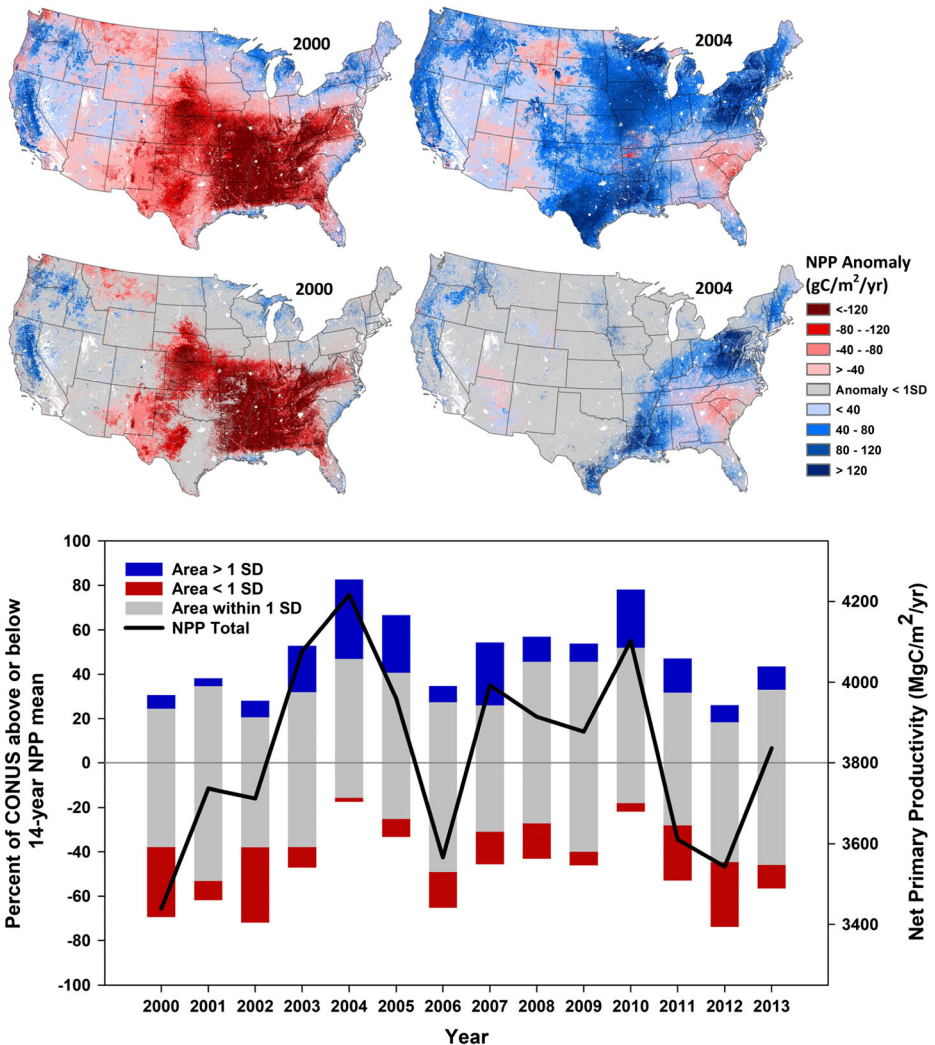 2000
2004
2000
2004
NPP Anomaly
(gC/m²/yr)
<-120
-80 - -120
-40 - -80
> -40
Anomaly < 1SD
< 40
40 - 80
80 - 120
> 120
Percent of CONUS above or below
14-year NPP mean
100
80
60
40
20
0
-20
-40
-60
-80
-100
Area > 1 SD
Area < 1 SD
Area within 1 SD
NPP Total
4200
4000
3800
3600
3400
Net Primary Productivity (MgC/m²/yr)
2000 2001 2002 2003 2004 2005 2006 2007 2008 2009 2010 2011 2012 2013
Year